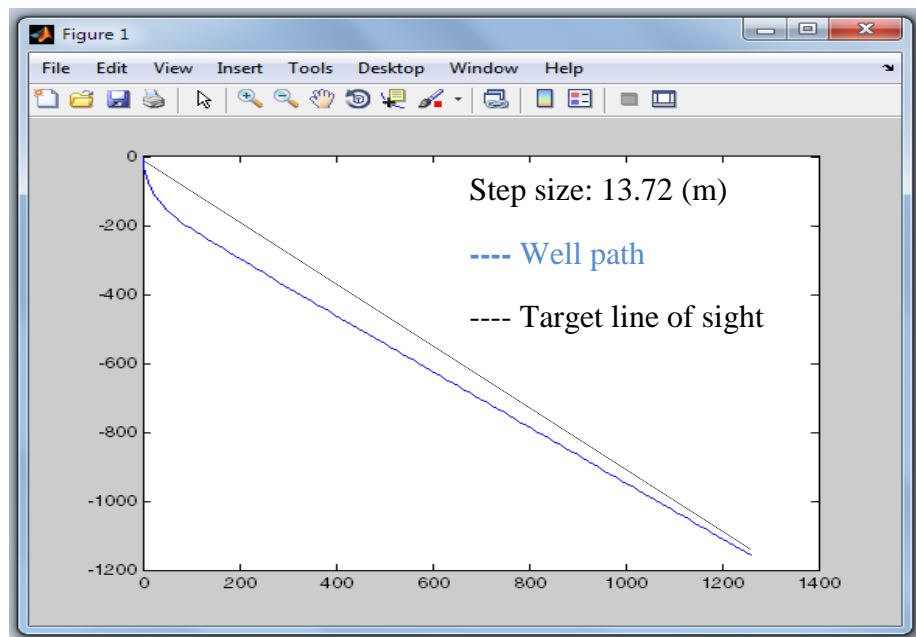 Figure 1
File Edit View Insert Tools Desktop Window Help
0
-200
-400
-600
-800
-1000
-1200
0 200 400 600 800 1000 1200 1400
Step size: 13.72 (m)
---- Well path
---- Target line of sight